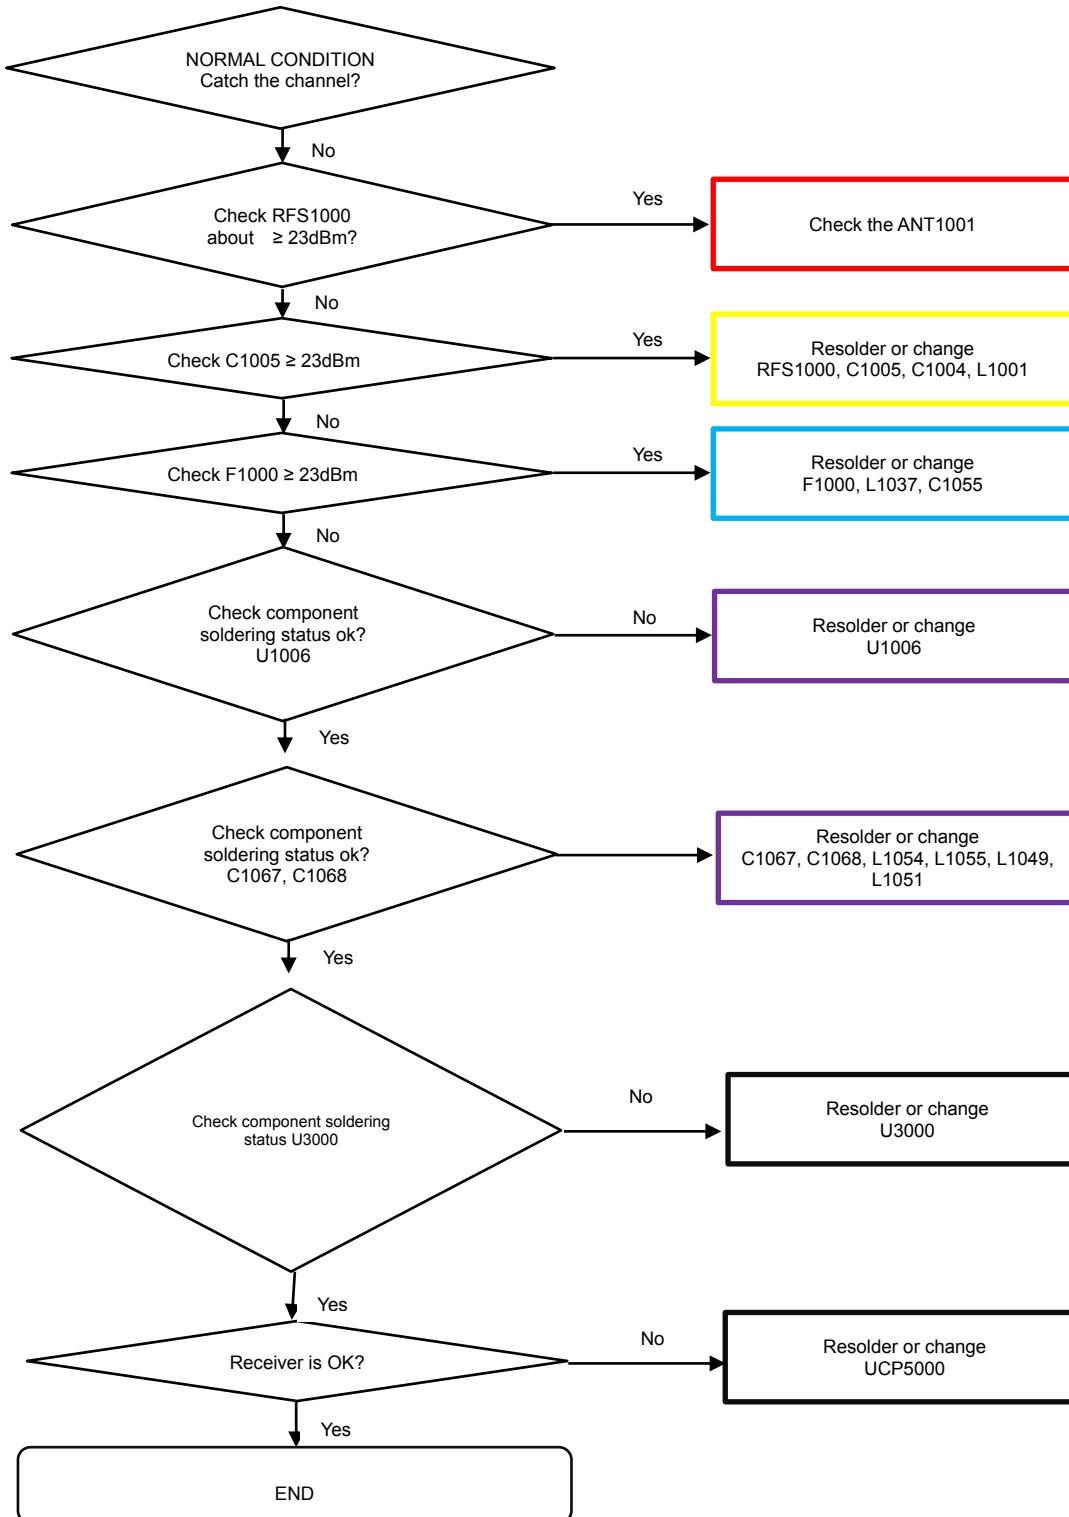 NORMAL CONDITION
Catch the channel?
No
Check RFS1000
about ≥ 23dBm?
Yes
Check the ANT1001
No
Check C1005 ≥ 23dBm
Yes
Resolder or change
RFS1000, C1005, C1004, L1001
No
Check F1000 ≥ 23dBm
Yes
Resolder or change
F1000, L1037, C1055
No
Check component
soldering status ok?
U1006
No
Resolder or change
U1006
Yes
Check component
soldering status ok?
C1067, C1068
Resolder or change
C1067, C1068, L1054, L1055, L1049,
L1051
Yes
Check component soldering
status U3000
No
Resolder or change
U3000
Yes
Receiver is OK?
No
Resolder or change
UCP5000
Yes
END